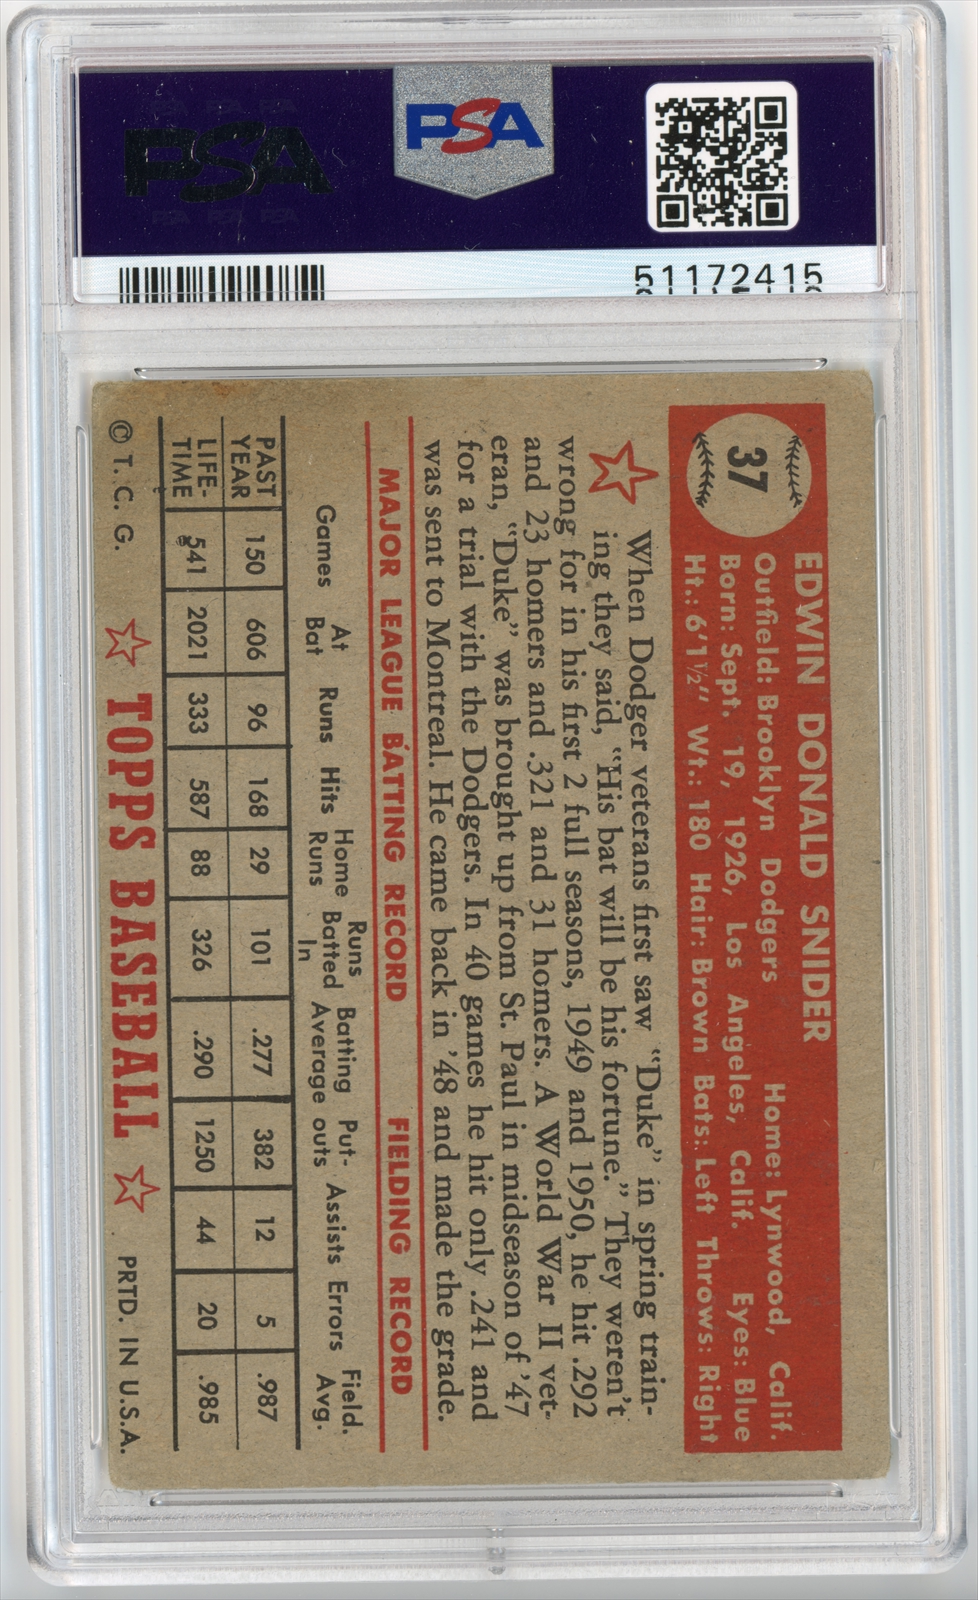 PSA
PSA
51172415
37
EDWIN DONALD SNIDER
Outfield: Brooklyn Dodgers Home: Lynwood, Calif.
Born: Sept. 19, 1926, Los Angeles, Calif. Eyes: Blue
Ht.: 6'1½" Wt.: 180 Hair: Brown Bats: Left Throws: Right
When Dodger veterans first saw "Duke" in spring train-
ing they said, "His bat will be his fortune." They weren't
wrong for in his first 2 full seasons, 1949 and 1950, he hit .292
and 23 homers and .321 and 31 homers. A World War II vet-
eran, "Duke" was brought up from St. Paul in midseason of '47
for a trial with the Dodgers. In 40 games he hit only .241 and
was sent to Montreal. He came back in '48 and made the grade.
MAJOR LEAGUE BATTING RECORD FIELDING RECORD
Games At Bat Runs Hits Home Runs Runs Batted In Batting Average Put-outs Assists Errors Field. Avg.
PAST YEAR 150 606 96 168 29 101 .277 382 12 5 .987
LIFE-TIME 541 2021 333 587 88 326 .290 1250 44 20 .985
© T. C. G. TOPPS BASEBALL PRTD. IN U.S.A.